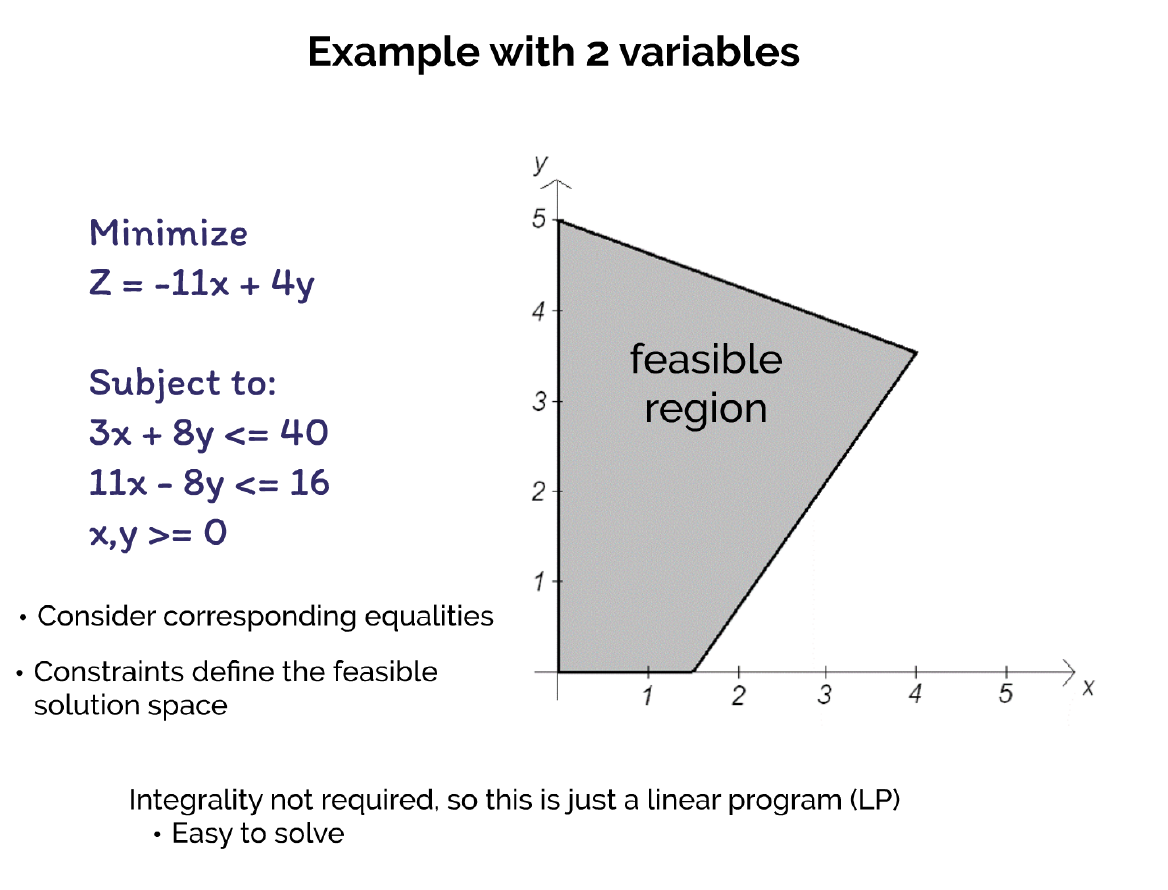 Example with 2 variables
Minimize
Z = -11x + 4y
Subject to:
3x + 8y <= 40
11x - 8y <= 16
x,y >= 0
• Consider corresponding equalities
• Constraints define the feasible
solution space
y
5
4
3
2
1
feasible
region
1 2 3 4 5
x
Integrality not required, so this is just a linear program (LP)
• Easy to solve